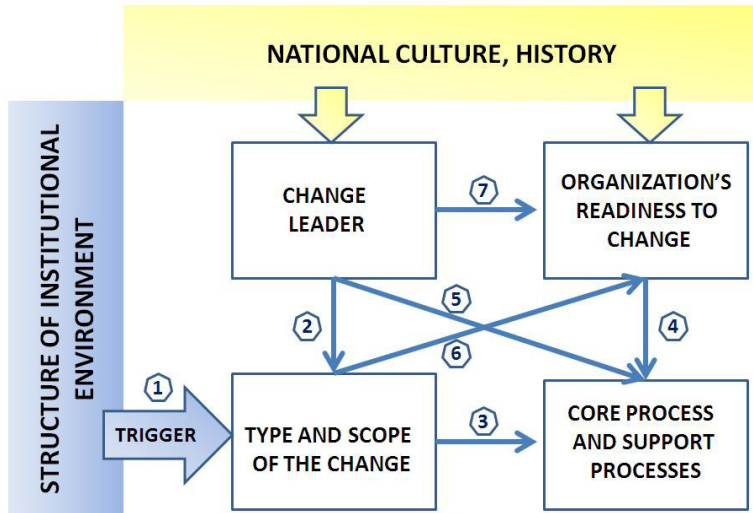 NATIONAL CULTURE, HISTORY
STRUCTURE OF INSTITUTIONAL
ENVIRONMENT
CHANGE
LEADER
7
ORGANIZATION'S
READINESS TO
CHANGE
2
5
6
4
1
TRIGGER
TYPE AND SCOPE
OF THE CHANGE
3
CORE PROCESS
AND SUPPORT
PROCESSES